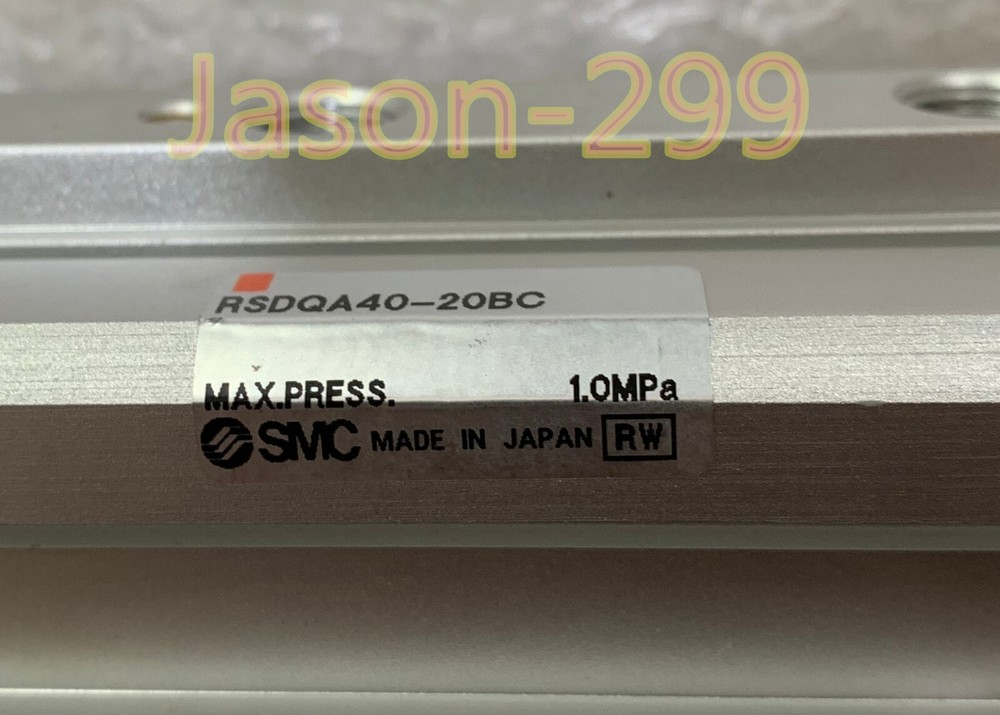 Jason-299
RSDQA40-20BC
MAX.PRESS. 1.0MPa
SMC MADE IN JAPAN RW